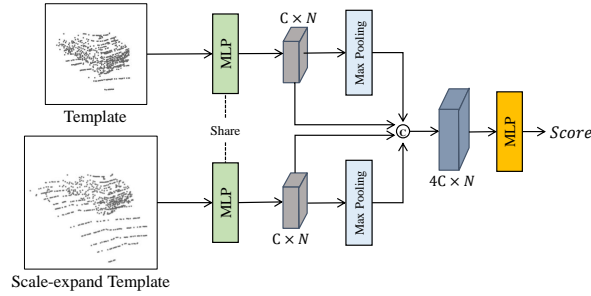 C × N
MLP
Max Pooling
Template
Share
C
4C × N
MLP
Score
MLP
C × N
Max Pooling
Scale-expand Template